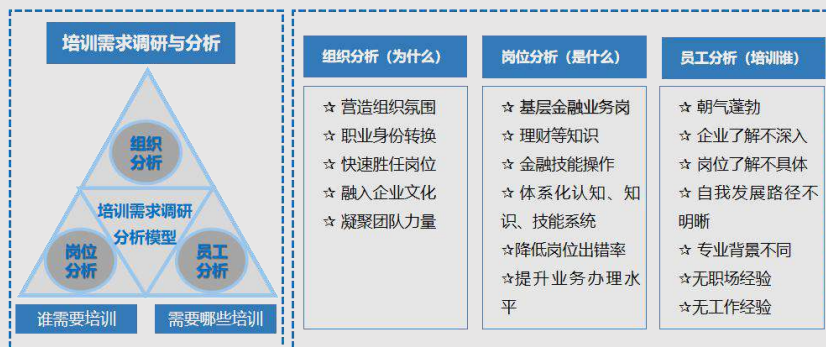 培训需求调研与分析
组织
分析
培训需求调研
分析模型
岗位
分析
员工
分析
谁需要培训
需要哪些培训
组织分析（为什么）
☆ 营造组织氛围
☆ 职业身份转换
☆ 快速胜任岗位
☆ 融入企业文化
☆ 凝聚团队力量
岗位分析（是什么）
☆ 基层金融业务岗
☆ 理财等知识
☆ 金融技能操作
☆ 体系化认知、知
识、技能系统
☆降低岗位出错率
☆提升业务办理水
平
员工分析（培训谁）
☆ 朝气蓬勃
☆ 企业了解不深入
☆ 岗位了解不具体
☆ 自我发展路径不
明晰
☆ 专业背景不同
☆无职场经验
☆无工作经验